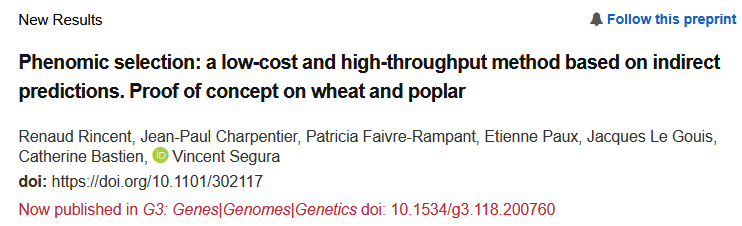 New Results
Follow this preprint
Phenomic selection: a low-cost and high-throughput method based on indirect
predictions. Proof of concept on wheat and poplar
Renaud Rincent, Jean-Paul Charpentier, Patricia Faivre-Rampant, Etienne Paux, Jacques Le Gouis,
Catherine Bastien, iD Vincent Segura
doi: https://doi.org/10.1101/302117
Now published in G3: Genes|Genomes|Genetics doi: 10.1534/g3.118.200760